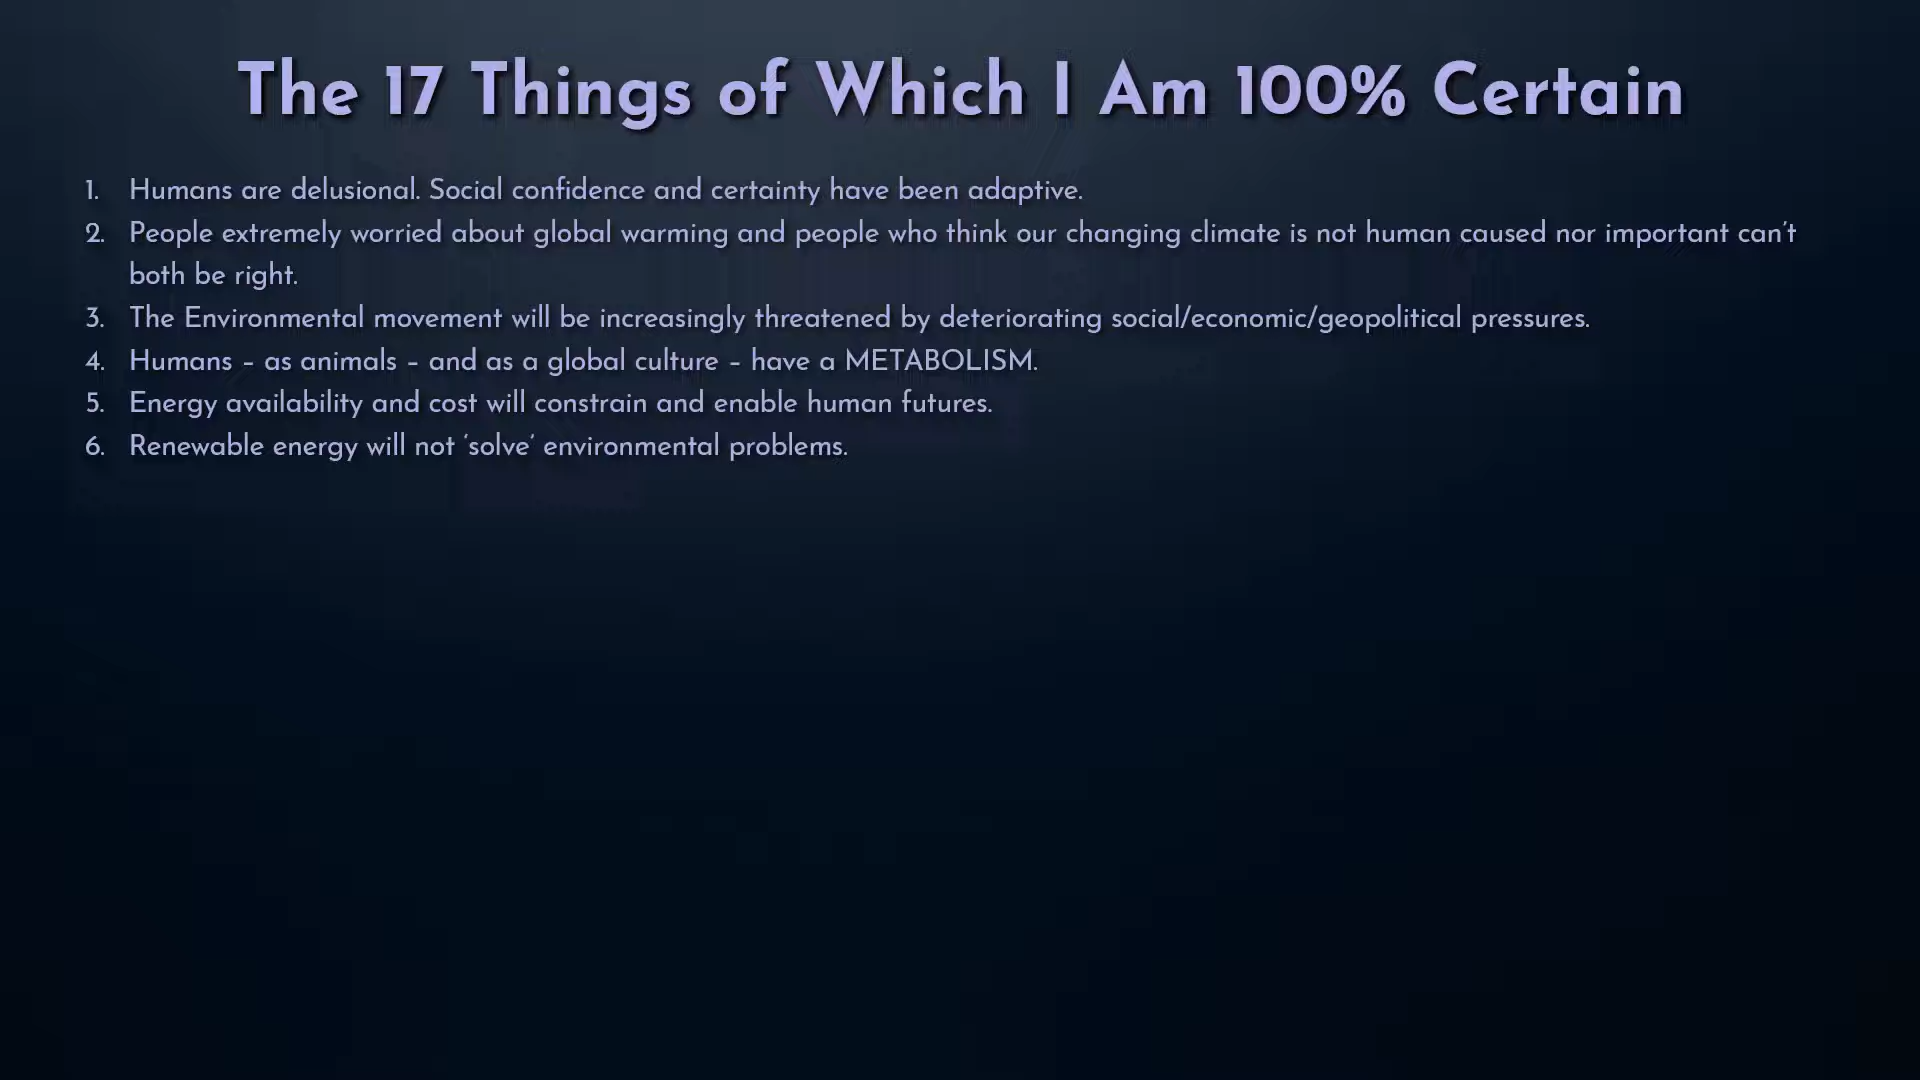 The 17 Things of Which I Am 100% Certain
1. Humans are delusional. Social confidence and certainty have been adaptive.
2. People extremely worried about global warming and people who think our changing climate is not human caused nor important can’t
both be right.
3. The Environmental movement will be increasingly threatened by deteriorating social/economic/geopolitical pressures.
4. Humans – as animals – and as a global culture – have a METABOLISM.
5. Energy availability and cost will constrain and enable human futures.
6. Renewable energy will not ‘solve’ environmental problems.